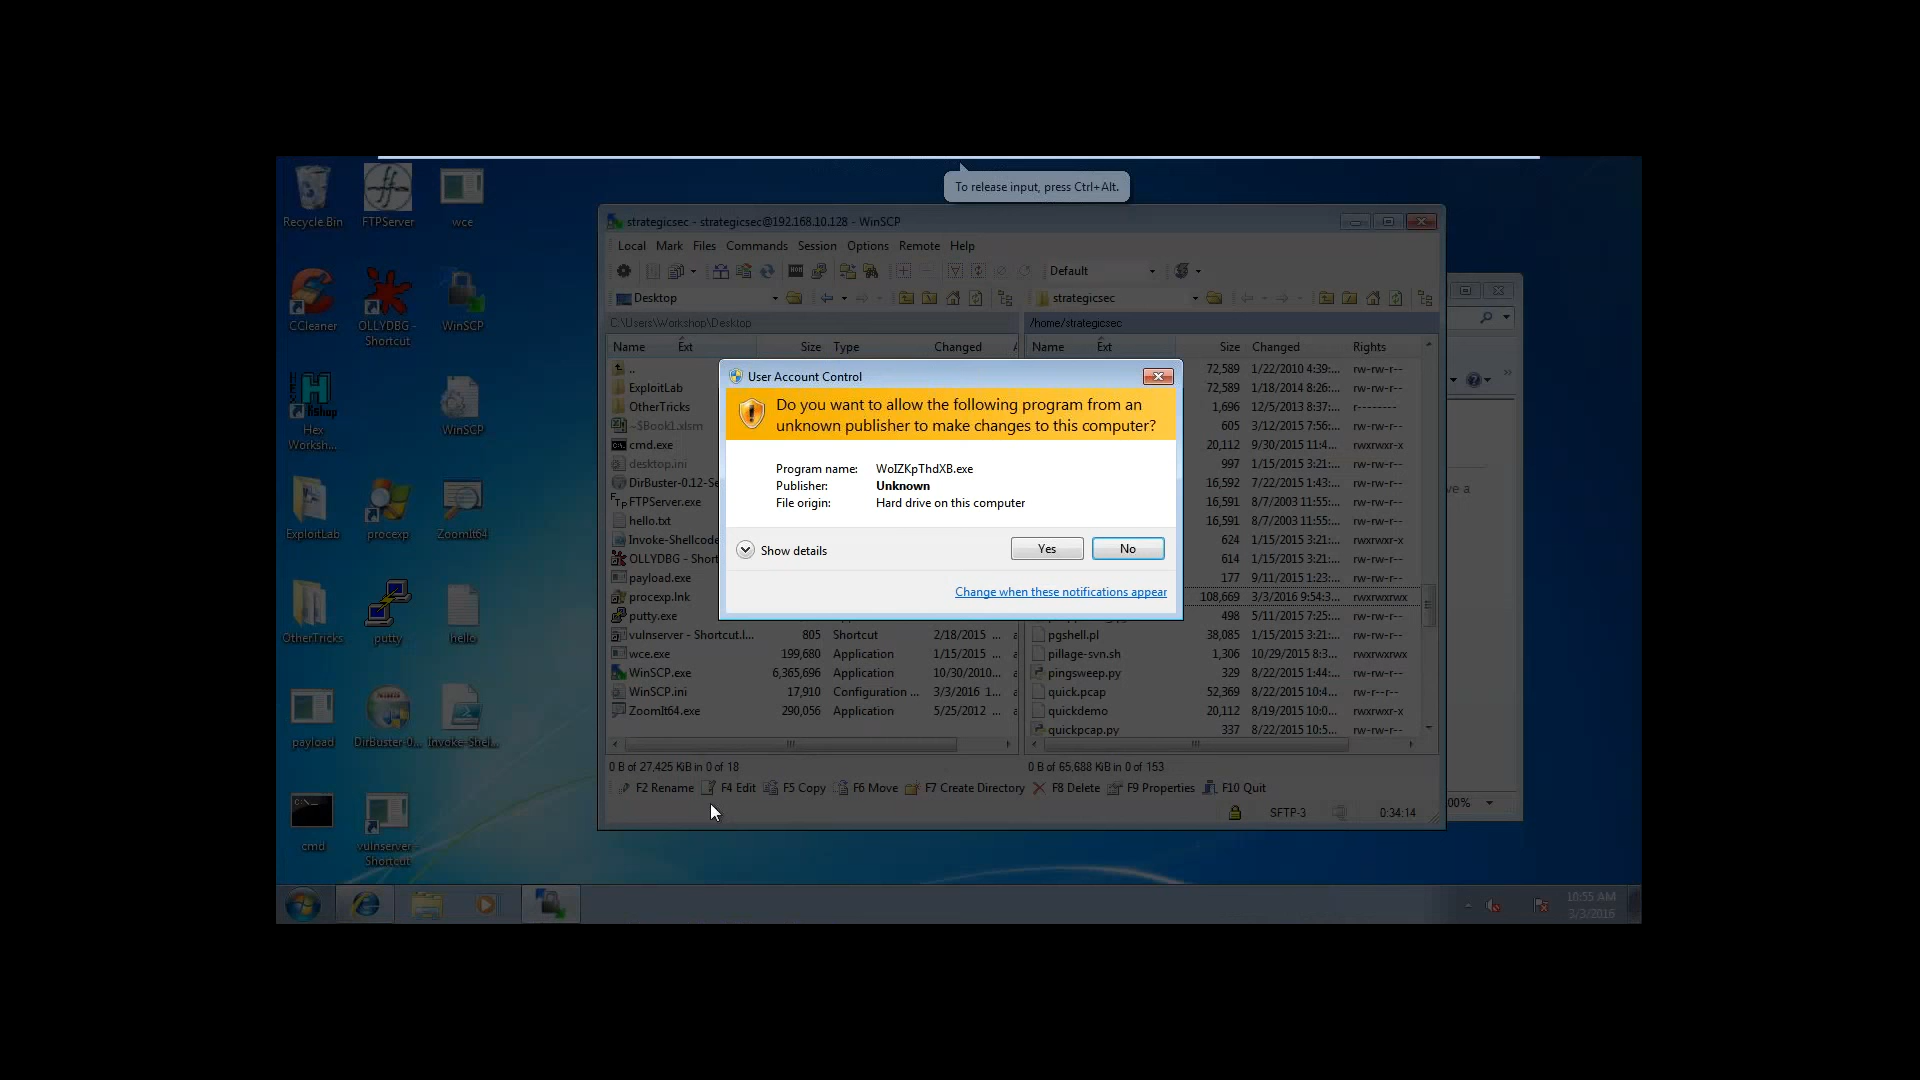 To release input, press Ctrl+Alt.
Recycle Bin
FTPServer
wce
CCleaner
OLLYDBG -
Shortcut
WinSCP
Hex
Worksh...
WinSCP
ExploitLab
procexp
ZoomIt64
OtherTricks
putty
hello
payload
DirBuster-0...
Invoke-Shel...
cmd
vulnserver -
Shortcut
strategicsec - strategicsec@192.168.10.128 - WinSCP
Local Mark Files Commands Session Options Remote Help
Default
Desktop
strategicsec
C:\Users\Workshop\Desktop
/home/strategicsec
Name Ext Size Type Changed
Name Ext Size Changed Rights
..
ExploitLab
OtherTricks
~$Book1.xlsm
cmd.exe
desktop.ini
DirBuster-0.12-Se
FTPServer.exe
hello.txt
Invoke-Shellcode
OLLYDBG - Short
payload.exe
procexp.lnk
putty.exe
vulnserver - Shortcut.l... 805 Shortcut 2/18/2015 ...
wce.exe 199,680 Application 1/15/2015 ...
WinSCP.exe 6,365,696 Application 10/30/2010...
WinSCP.ini 17,910 Configuration ... 3/3/2016 1...
ZoomIt64.exe 290,056 Application 5/25/2012 ...
72,589 1/22/2010 4:39:... rw-rw-r--
72,589 1/18/2014 8:26:... rw-rw-r--
1,696 12/5/2013 8:37:... r--------
605 3/12/2015 7:56:... rw-rw-r--
20,112 9/30/2015 11:4... rwxrwxr-x
997 1/15/2015 3:21:... rw-rw-r--
16,592 7/22/2015 1:43:... rw-rw-r--
16,591 8/7/2003 11:55:... rw-rw-r--
16,591 8/7/2003 11:55:... rw-rw-r--
624 1/15/2015 3:21:... rwxrwxr-x
614 1/15/2015 3:21:... rw-rw-r--
177 9/11/2015 1:23:... rw-rw-r--
108,669 3/3/2016 9:54:3... rwxrwxrwx
498 5/11/2015 7:25:... rw-rw-r--
pgshell.pl 38,085 1/15/2015 3:21:... rw-rw-r--
pillage-svn.sh 1,306 10/29/2015 8:3... rwxrwxrwx
pingsweep.py 329 8/22/2015 1:44:... rw-rw-r--
quick.pcap 52,369 8/22/2015 10:4... rw-r--r--
quickdemo 20,112 8/19/2015 10:0... rwxrwxr-x
quickpcap.py 337 8/22/2015 10:5... rw-rw-r--
0 B of 27,425 KiB in 0 of 18
0 B of 65,688 KiB in 0 of 153
F2 Rename F4 Edit F5 Copy F6 Move F7 Create Directory F8 Delete F9 Properties F10 Quit
SFTP-3 0:34:14
User Account Control
Do you want to allow the following program from an
unknown publisher to make changes to this computer?
Program name: WoIZKpThdXB.exe
Publisher: Unknown
File origin: Hard drive on this computer
Show details
Yes
No
Change when these notifications appear
ve a
00%
10:55 AM
3/3/2016